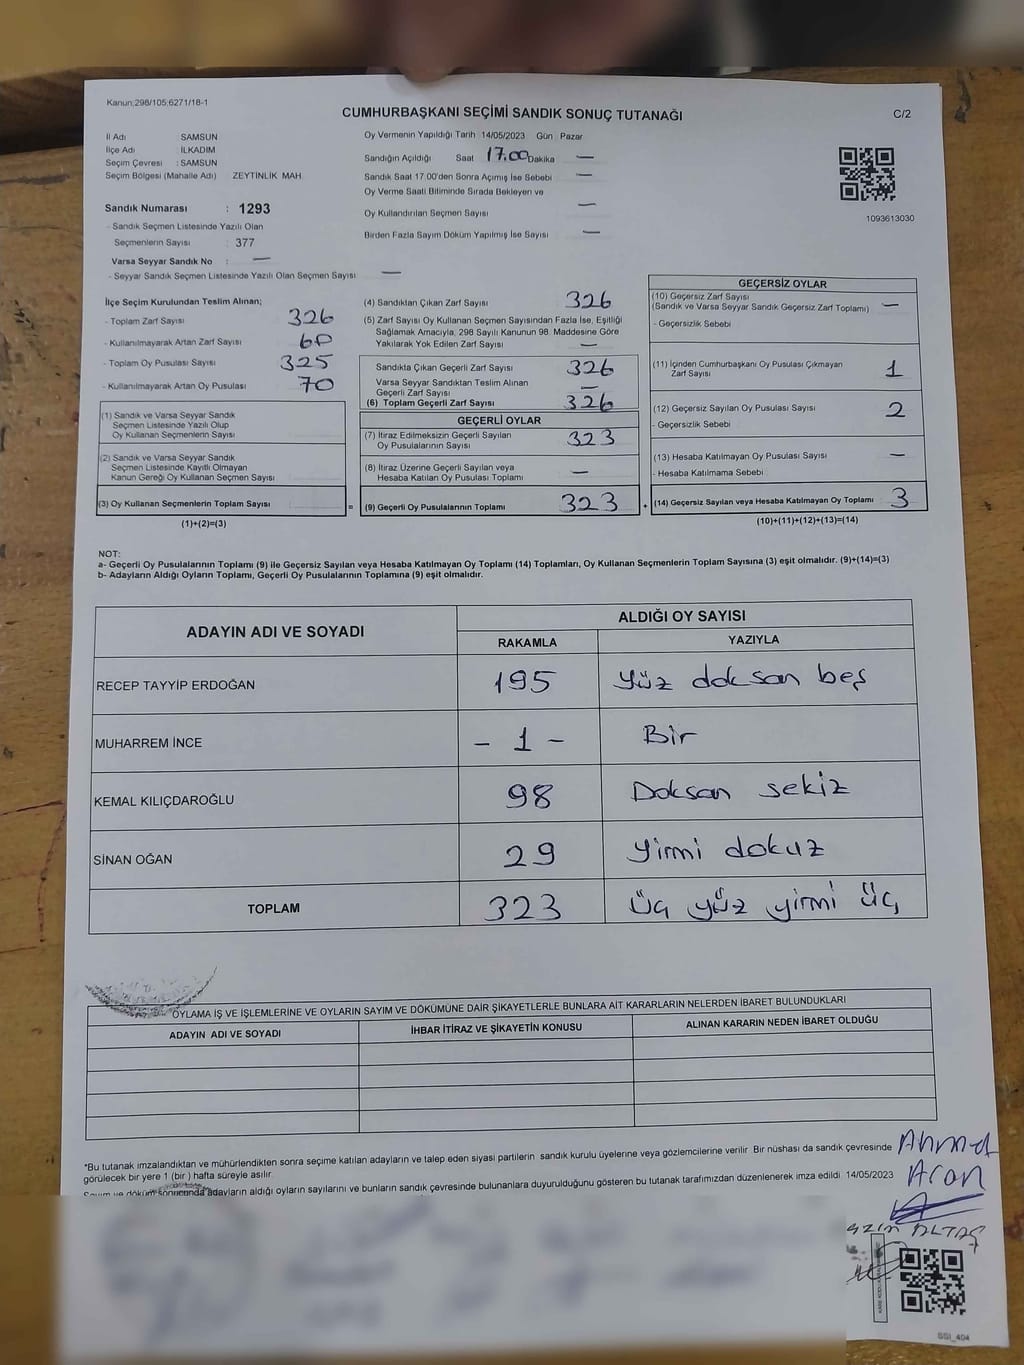 Kanun;298/105;6271/18-1
CUMHURBAŞKANI SEÇİMİ SANDIK SONUÇ TUTANAĞI
C/2
İl Adı : SAMSUN
İlçe Adı : İLKADIM
Seçim Çevresi : SAMSUN
Seçim Bölgesi (Mahalle Adı) ZEYTİNLİK MAH.
Sandık Numarası : 1293
- Sandık Seçmen Listesinde Yazılı Olan
Seçmenlerin Sayısı : 377
Varsa Seyyar Sandık No : —
- Seyyar Sandık Seçmen Listesinde Yazılı Olan Seçmen Sayısı —
Oy Vermenin Yapıldığı Tarih 14/05/2023 Gün : Pazar
Sandığın Açıldığı Saat 17.00 Dakika —
Sandık Saat 17.00'den Sonra Açımış İse Sebebi —
Oy Verme Saati Bitiminde Sırada Bekleyen ve
Oy Kullandırılan Seçmen Sayısı —
Birden Fazla Sayım Döküm Yapılmış İse Sayısı —
1093613030
İlçe Seçim Kurulundan Teslim Alınan;
- Toplam Zarf Sayısı 326
- Kullanılmayarak Artan Zarf Sayısı
- Toplam Oy Pusulası Sayısı 325
- Kullanılmayarak Artan Oy Pusulası 70
(1) Sandık ve Varsa Seyyar Sandık
Seçmen Listesinde Yazılı Olup
Oy Kullanan Seçmenlerin Sayısı
(2) Sandık ve Varsa Seyyar Sandık
Seçmen Listesinde Kayıtlı Olmayan
Kanun Gereği Oy Kullanan Seçmen Sayısı
(3) Oy Kullanan Seçmenlerin Toplam Sayısı =
(1)+(2)=(3)
(4) Sandıktan Çıkan Zarf Sayısı 326
(5) Zarf Sayısı Oy Kullanan Seçmen Sayısından Fazla İse, Eşitliği
Sağlamak Amacıyla, 298 Sayılı Kanunun 98. Maddesine Göre
Yakılarak Yok Edilen Zarf Sayısı —
Sandıkta Çıkan Geçerli Zarf Sayısı 326
Varsa Seyyar Sandıktan Teslim Alınan
Geçerli Zarf Sayısı —
(6) Toplam Geçerli Zarf Sayısı 326
GEÇERLİ OYLAR
(7) İtiraz Edilmeksizin Geçerli Sayılan
Oy Pusulalarının Sayısı 323
(8) İtiraz Üzerine Geçerli Sayılan veya
Hesaba Katılan Oy Pusulası Toplamı —
(9) Geçerli Oy Pusulalarının Toplamı 323 +
GEÇERSİZ OYLAR
(10) Geçersiz Zarf Sayısı
(Sandık ve Varsa Seyyar Sandık Geçersiz Zarf Toplamı) —
- Geçersizlik Sebebi
(11) İçinden Cumhurbaşkanı Oy Pusulası Çıkmayan
Zarf Sayısı 1
(12) Geçersiz Sayılan Oy Pusulası Sayısı 2
- Geçersizlik Sebebi
(13) Hesaba Katılmayan Oy Pusulası Sayısı —
- Hesaba Katılmama Sebebi
(14) Geçersiz Sayılan veya Hesaba Katılmayan Oy Toplamı 3
(10)+(11)+(12)+(13)=(14)
NOT:
a- Geçerli Oy Pusulalarının Toplamı (9) ile Geçersiz Sayılan veya Hesaba Katılmayan Oy Toplamı (14) Toplamları, Oy Kullanan Seçmenlerin Toplam Sayısına (3) eşit olmalıdır. (9)+(14)=(3)
b- Adayların Aldığı Oyların Toplamı, Geçerli Oy Pusulalarının Toplamına (9) eşit olmalıdır.
ADAYIN ADI VE SOYADI
ALDIĞI OY SAYISI
RAKAMLA YAZIYLA
RECEP TAYYİP ERDOĞAN 195 yüz doksan beş
MUHARREM İNCE - 1 - Bir
KEMAL KILIÇDAROĞLU 98 Doksan sekiz
SİNAN OĞAN 29 yirmi dokuz
TOPLAM 323 üç yüz yirmi üç
OYLAMA İŞ VE İŞLEMLERİNE VE OYLARIN SAYIM VE DÖKÜMÜNE DAİR ŞİKAYETLERLE BUNLARA AİT KARARLARIN NELERDEN İBARET BULUNDUKLARI
ADAYIN ADI VE SOYADI İHBAR İTİRAZ VE ŞİKAYETİN KONUSU ALINAN KARARIN NEDEN İBARET OLDUĞU
*Bu tutanak imzalandıktan ve mühürlendikten sonra seçime katılan adayların ve talep eden siyasi partilerin sandık kurulu üyelerine veya gözlemcilerine verilir. Bir nüshası da sandık çevresinde
görülecek bir yere 1 (bir) hafta süreyle asılır.
Sayım ve döküm sonucunda adayların aldığı oyların sayılarını ve bunların sandık çevresinde bulunanlara duyurulduğunu gösteren bu tutanak tarafımızdan düzenlenerek imza edildi. 14/05/2023
Ahmet
ALTAŞ
SSI_404